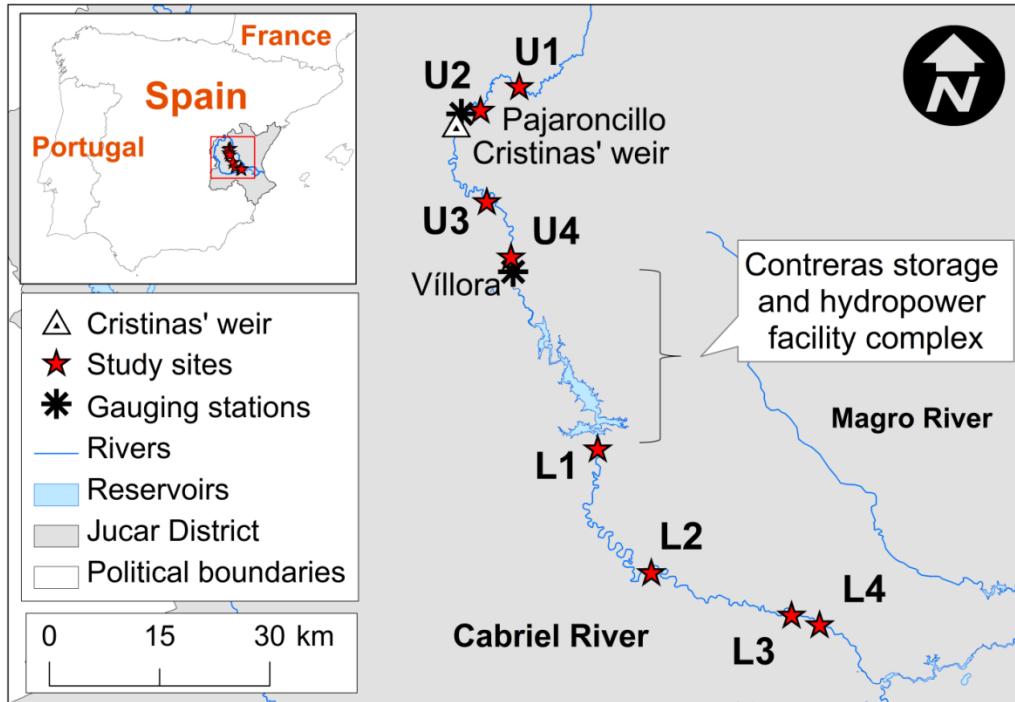 France
Spain
Portugal
N
U1
U2
Pajaroncillo
Cristinas' weir
U3
U4
Víllora
Contreras storage
and hydropower
facility complex
Cristinas' weir
Study sites
Gauging stations
Rivers
Reservoirs
Jucar District
Political boundaries
Magro River
L1
L2
L4
L3
Cabriel River
0 15 30 km